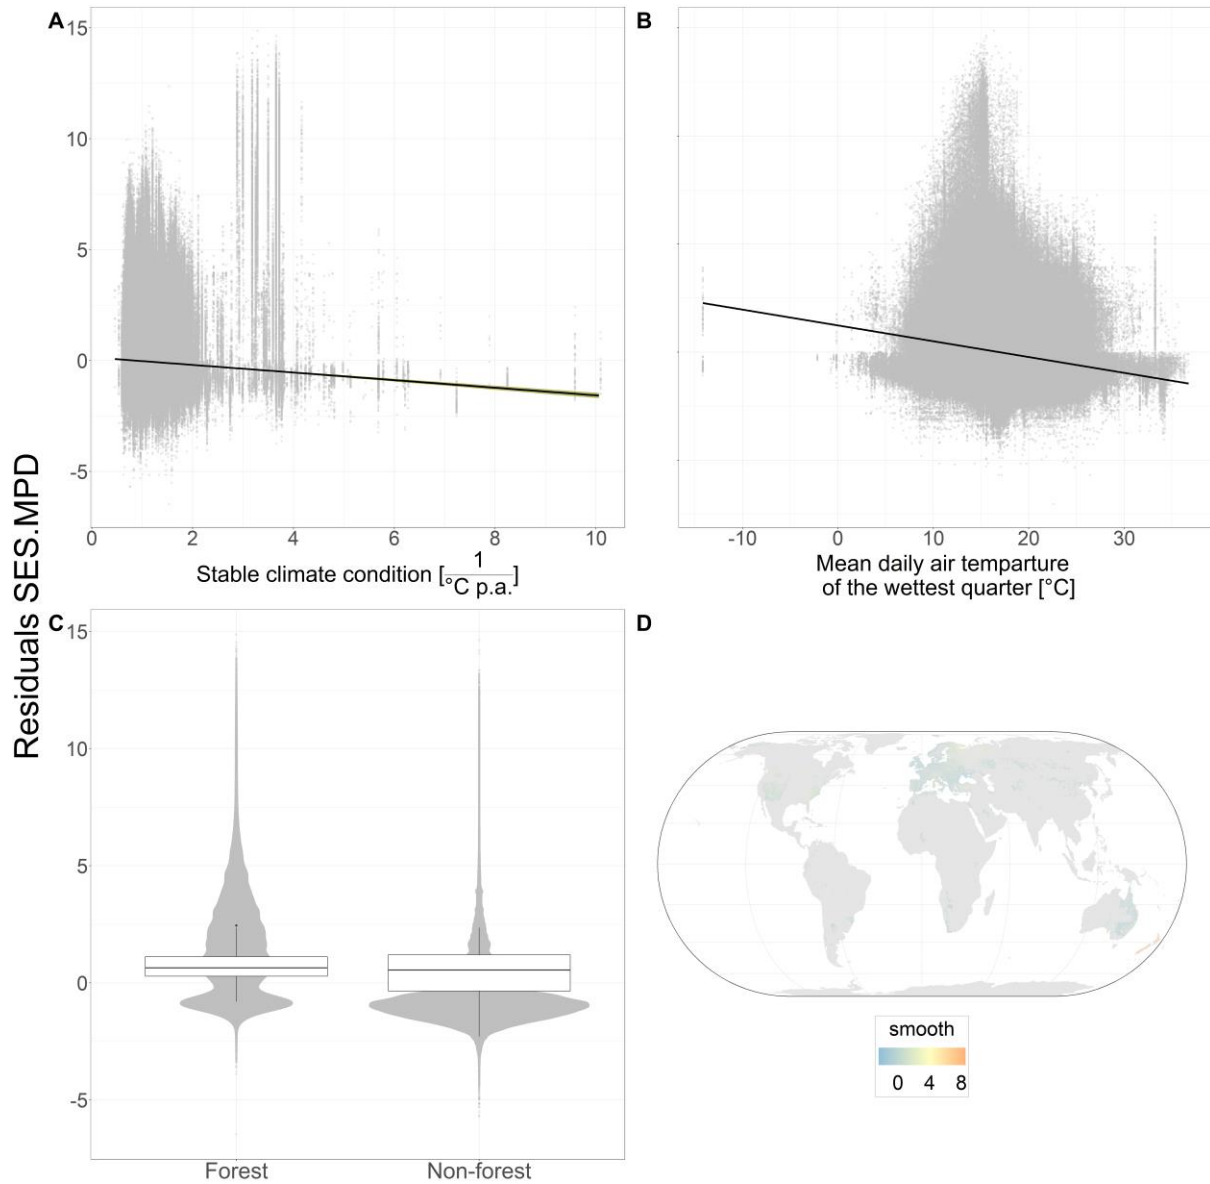 A
B
15
10
5
0
-5
0
2
4
6
8
10
-10
0
10
20
30
Stable climate condition [1/°C p.a.]
Mean daily air temparture
of the wettest quarter [°C]
Residuals SES.MPD
C
D
15
10
5
0
-5
Forest
Non-forest
smooth
0 4 8